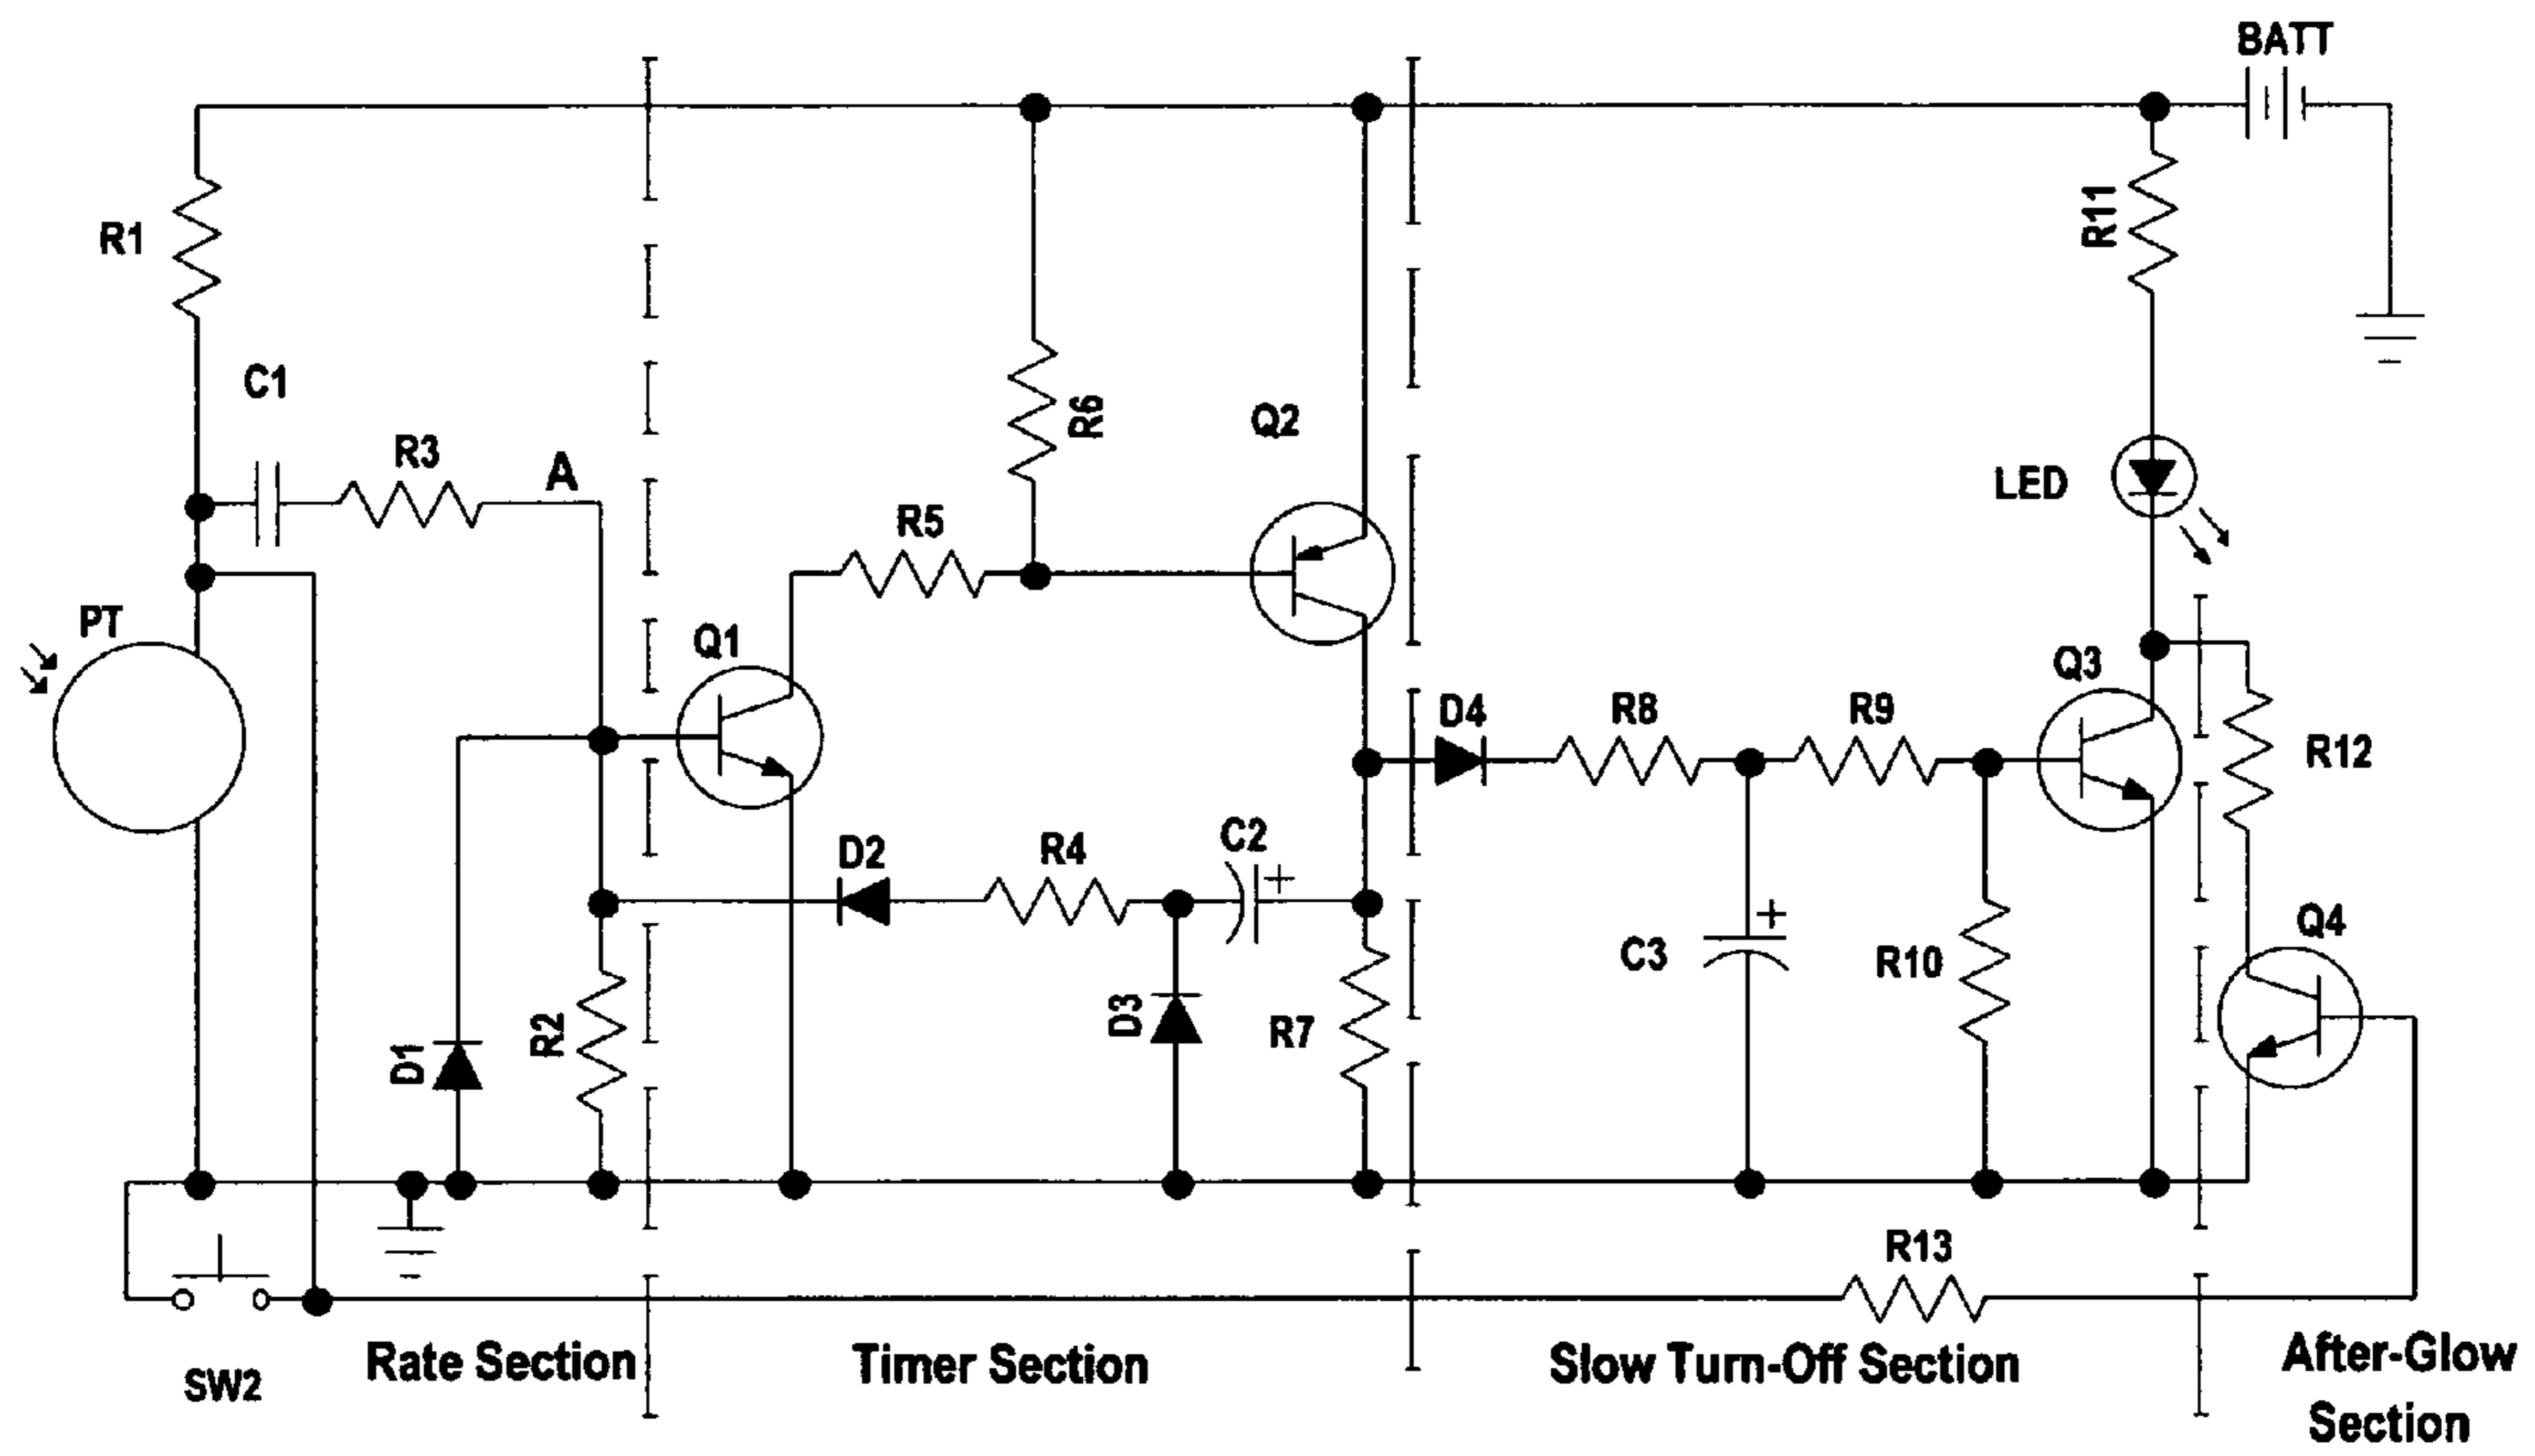 BATT
R1
R11
C1
R3
A
R6
Q2
LED
R5
PT
Q1
Q3
D4
R8
R9
R12
D2
R4
C2
+
+
C3
R10
Q4
D1
R2
D3
R7
R13
SW2
Rate Section
Timer Section
Slow Turn-Off Section
After-Glow
Section